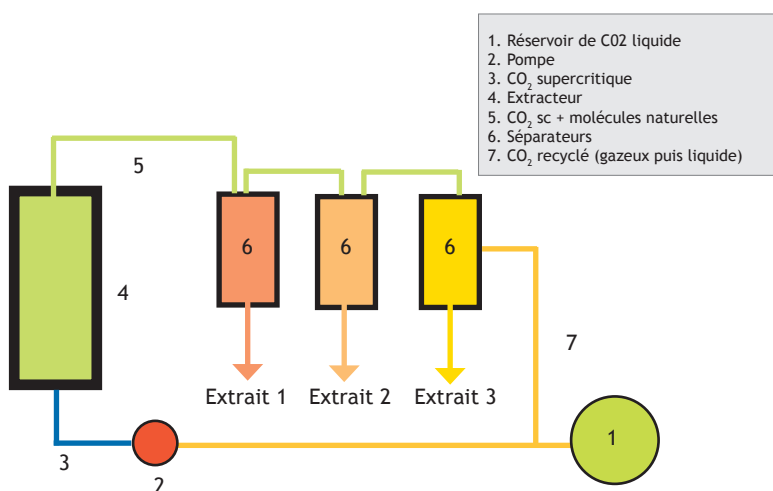 1. Réservoir de C02 liquide
2. Pompe
3. CO₂ supercritique
4. Extracteur
5. CO₂ sc + molécules naturelles
6. Séparateurs
7. CO₂ recyclé (gazeux puis liquide)
5
6
6
6
4
7
Extrait 1
Extrait 2
Extrait 3
1
3
2